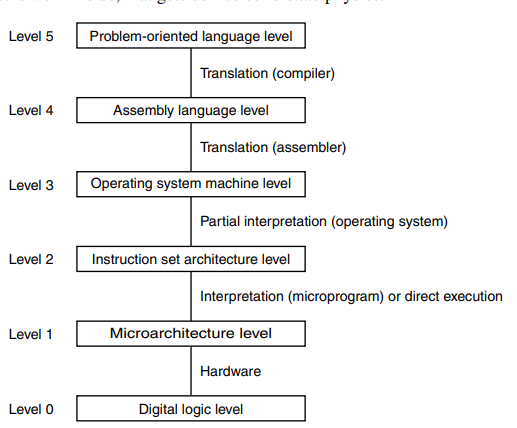 Level 5 Problem-oriented language level
Translation (compiler)
Level 4 Assembly language level
Translation (assembler)
Level 3 Operating system machine level
Partial interpretation (operating system)
Level 2 Instruction set architecture level
Interpretation (microprogram) or direct execution
Level 1 Microarchitecture level
Hardware
Level 0 Digital logic level